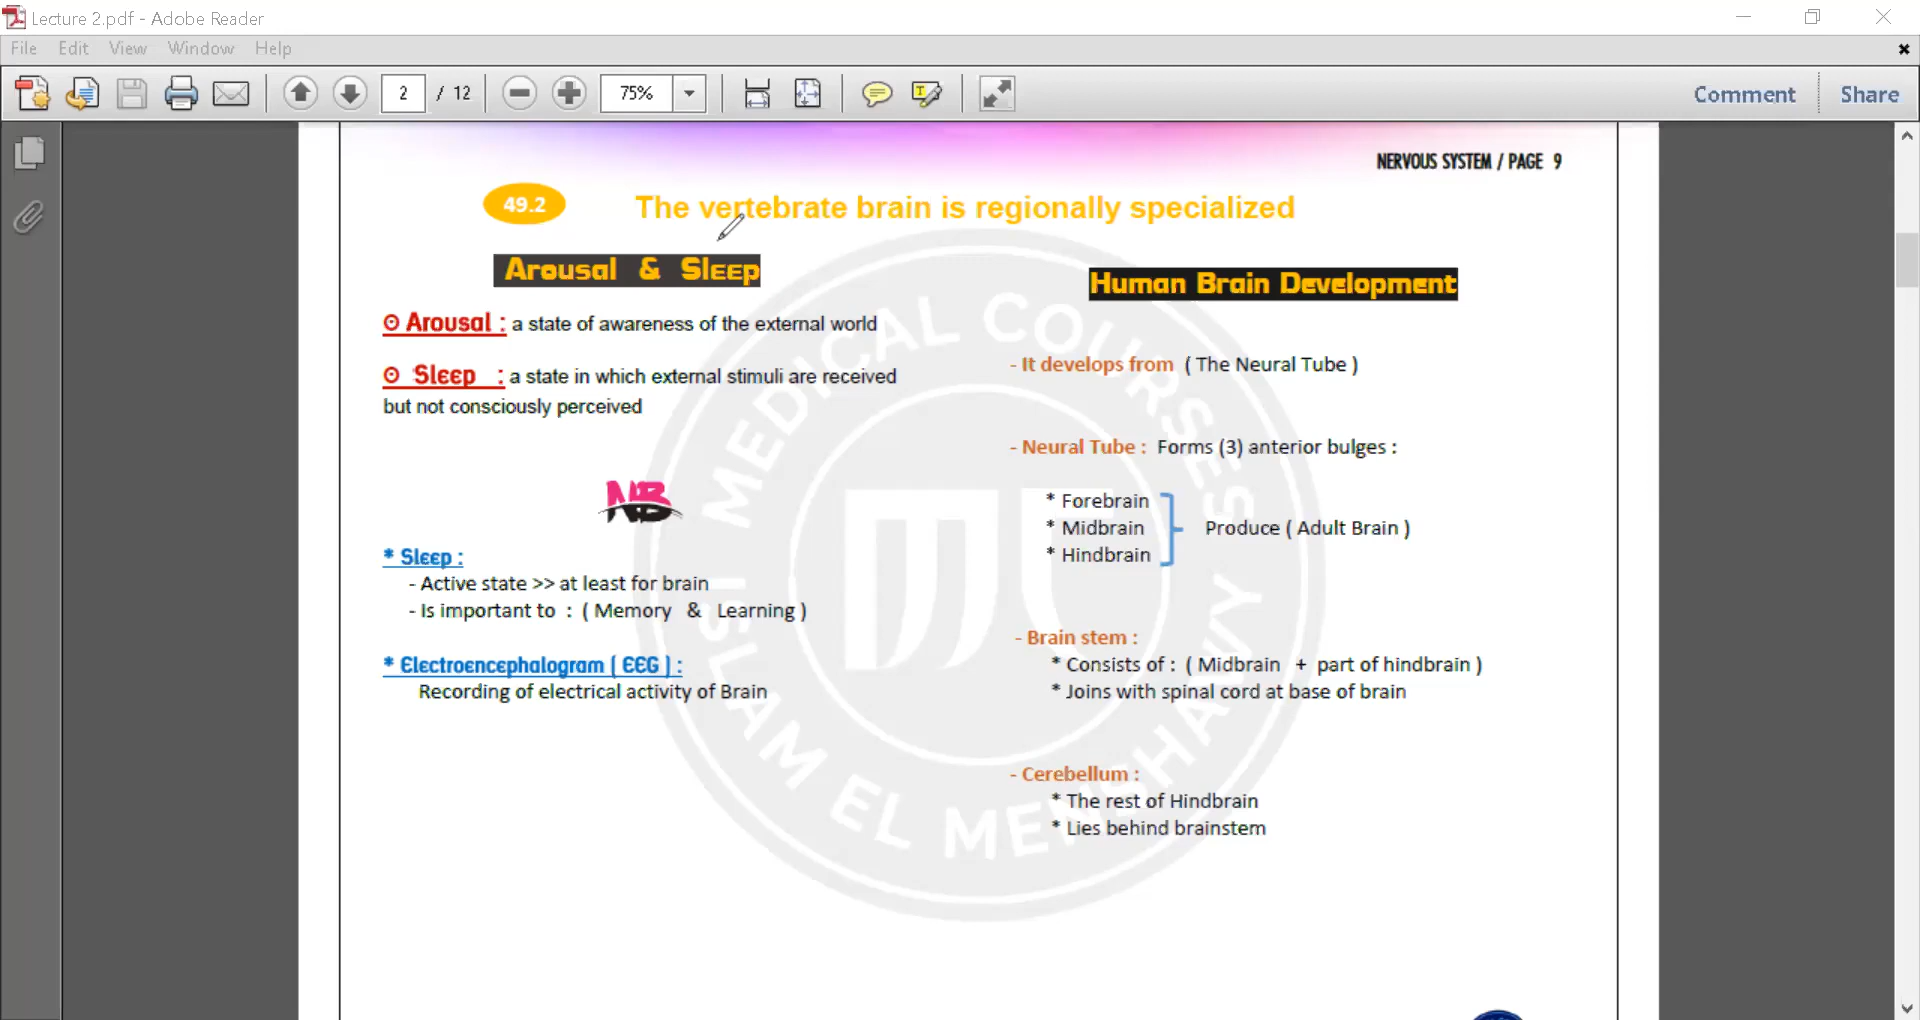 Lecture 2.pdf - Adobe Reader
File Edit View Window Help
2 / 12 75% Comment Share
NERVOUS SYSTEM / PAGE 9
49.2 The vertebrate brain is regionally specialized
Arousal & Sleep
⊙ Arousal : a state of awareness of the external world
⊙ Sleep : a state in which external stimuli are received
but not consciously perceived
NB
* Sleep :
- Active state >> at least for brain
- Is important to : ( Memory & Learning )
* Electroencephalogram ( EEG ) :
Recording of electrical activity of Brain
Human Brain Development
- It develops from ( The Neural Tube )
- Neural Tube : Forms (3) anterior bulges :
* Forebrain
* Midbrain
* Hindbrain
Produce ( Adult Brain )
- Brain stem :
* Consists of : ( Midbrain + part of hindbrain )
* Joins with spinal cord at base of brain
- Cerebellum :
* The rest of Hindbrain
* Lies behind brainstem
MEDICAL COURSES
ISLAM EL MENSHAWY